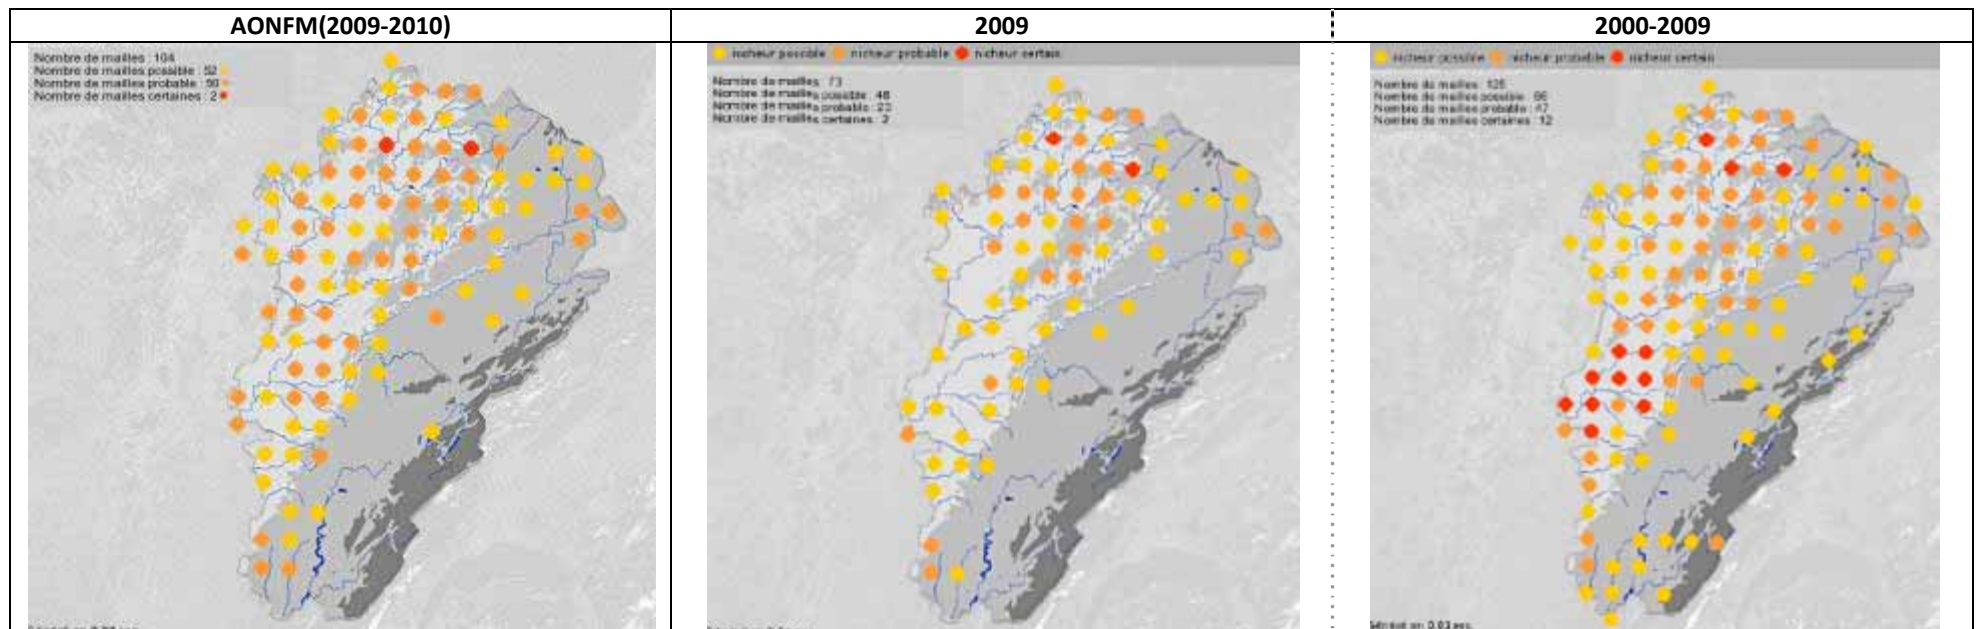 AONFM(2009-2010)
Nombre de mailles : 104
Nombre de mailles possible : 52
Nombre de mailles probable : 50
Nombre de mailles certaines : 2
2009
nicheur possible nicheur probable nicheur certain
Nombre de mailles : 73
Nombre de mailles possible : 48
Nombre de mailles probable : 23
Nombre de mailles certaines : 2
2000-2009
nicheur possible nicheur probable nicheur certain
Nombre de mailles : 125
Nombre de mailles possible : 66
Nombre de mailles probable : 47
Nombre de mailles certaines : 12